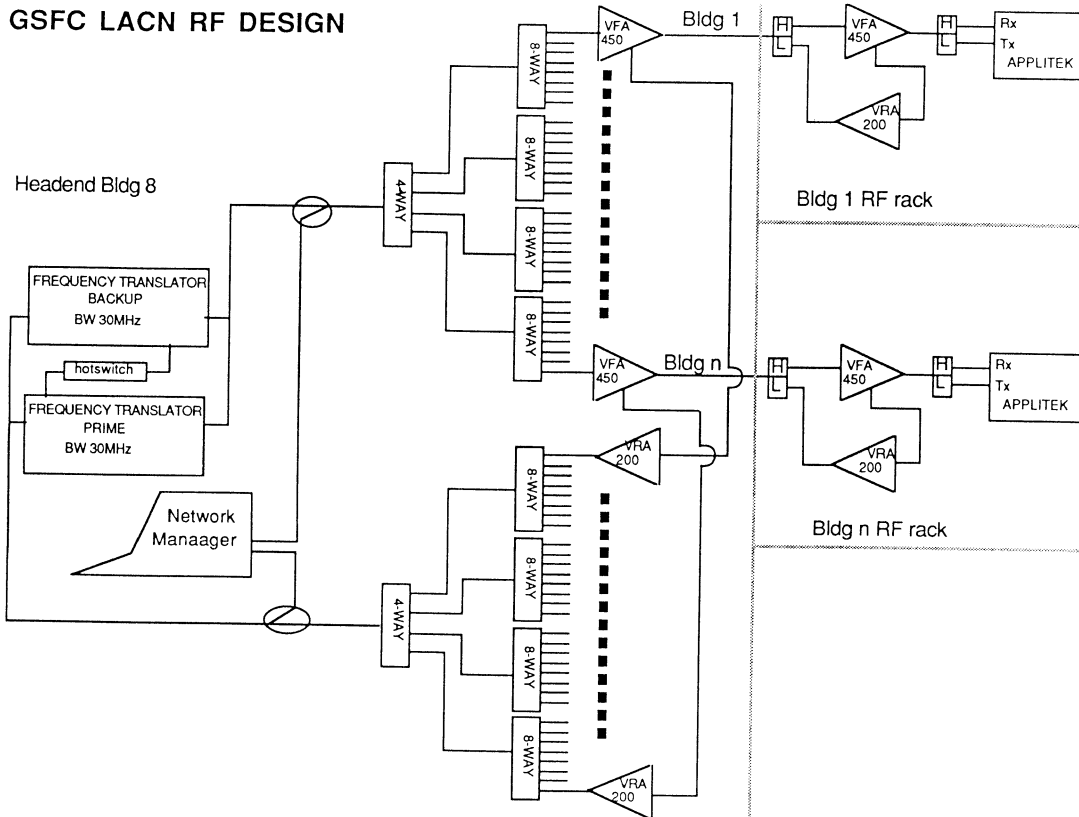 GSFC LACN RF DESIGN
Headend Bldg 8
FREQUENCY TRANSLATOR
BACKUP
BW 30MHz
hotswitch
FREQUENCY TRANSLATOR
PRIME
BW 30MHz
Network
Manaager
4-WAY
8-WAY
8-WAY
8-WAY
8-WAY
VFA
450
Bldg 1
VFA
450
Bldg n
4-WAY
8-WAY
8-WAY
8-WAY
8-WAY
VRA
200
VRA
200
H
L
VFA
450
VRA
200
H
L
Rx
Tx
APPLITEK
Bldg 1 RF rack
H
L
VFA
450
VRA
200
H
L
Rx
Tx
APPLITEK
Bldg n RF rack